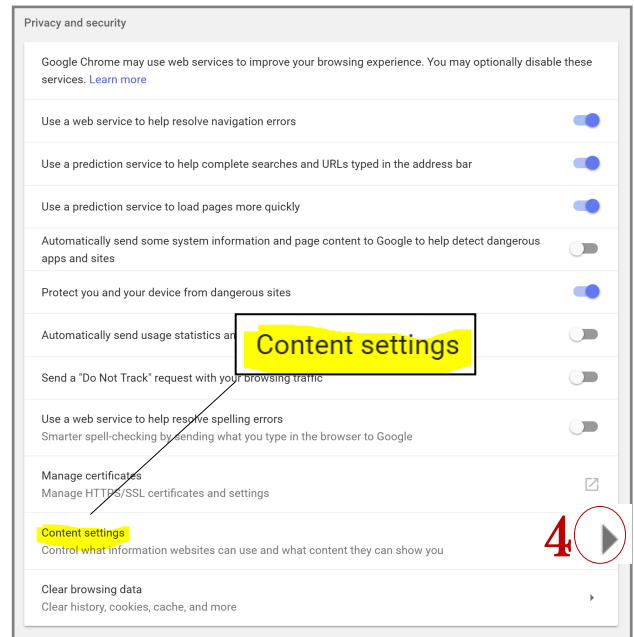 Privacy and security
Google Chrome may use web services to improve your browsing experience. You may optionally disable these
services. Learn more
Use a web service to help resolve navigation errors
Use a prediction service to help complete searches and URLs typed in the address bar
Use a prediction service to load pages more quickly
Automatically send some system information and page content to Google to help detect dangerous
apps and sites
Protect you and your device from dangerous sites
Automatically send usage statistics an
Content settings
Send a "Do Not Track" request with your browsing traffic
Use a web service to help resolve spelling errors
Smarter spell-checking by sending what you type in the browser to Google
Manage certificates
Manage HTTPS/SSL certificates and settings
Content settings
Control what information websites can use and what content they can show you
4
Clear browsing data
Clear history, cookies, cache, and more